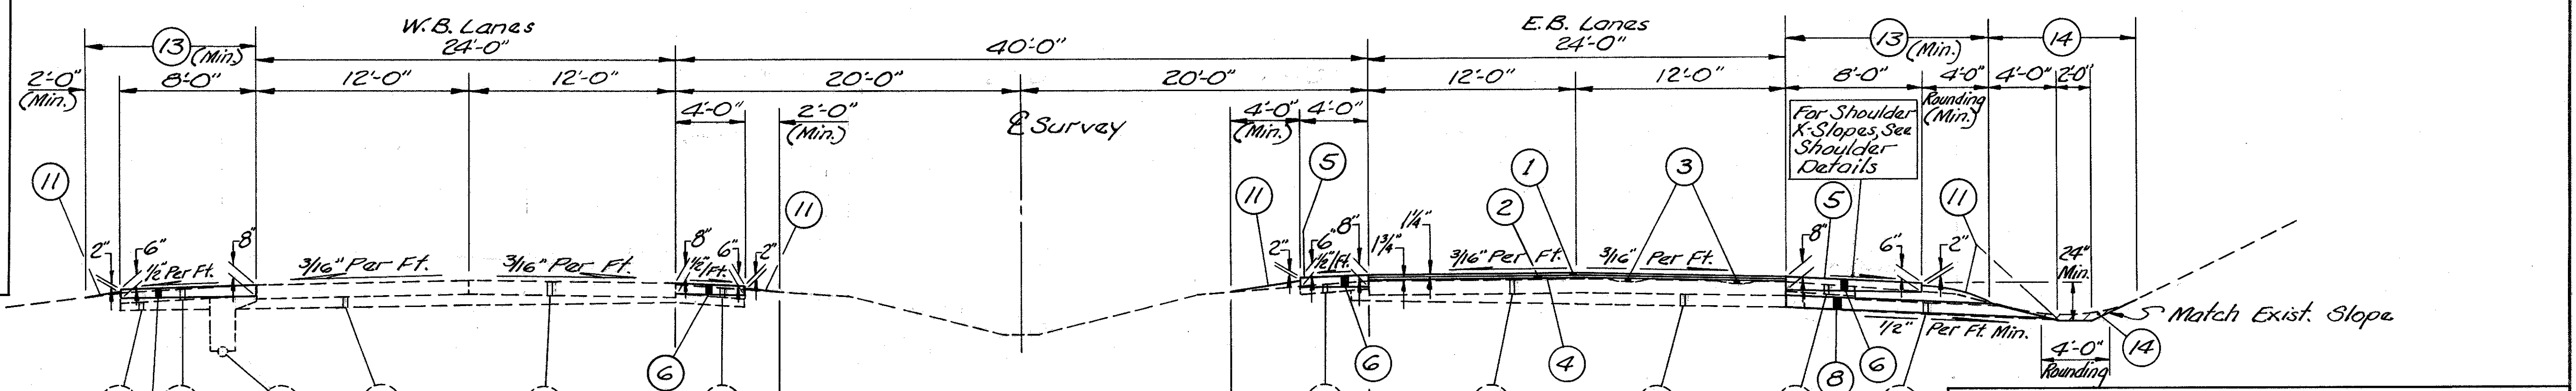 W.B. Lanes
E.B. Lanes
13 (Min.)
24'-0"
40'-0"
24'-0"
13 (Min.)
14
2'-0"
(Min.)
8'-0"
12'-0"
12'-0"
20'-0"
20'-0"
12'-0"
12'-0"
8'-0"
4'-0"
4'-0"
2'-0"
Rounding
(Min.)
4'-0"
2'-0"
(Min.)
℄ Survey
4'-0"
(Min.)
4'-0"
For Shoulder
X-Slopes, See
Shoulder
Details
11
11
11
5
2
1
3
5
11
2"
6"
1/2" Per Ft.
8"
3/16" Per Ft.
3/16" Per Ft.
8"
1/2"/Ft.
6"
2"
2"
6"
1/2"/Ft.
8"
1 3/4"
1 1/4"
3/16" Per Ft.
3/16" Per Ft.
8"
6"
2"
24"
Min.
Match Exist. Slope
1/2" Per Ft. Min.
6
6
4
8
6
4'-0"
Rounding
14